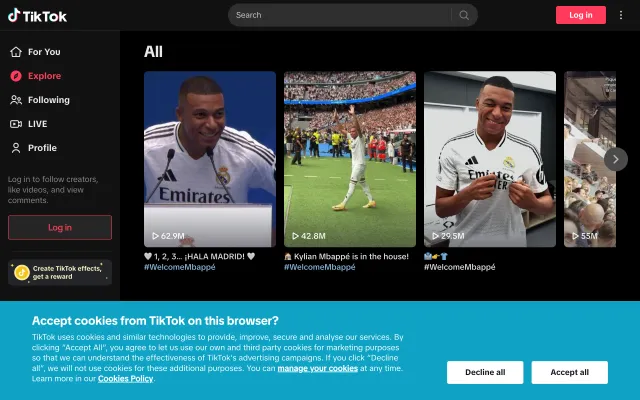 TikTok
Search
Log in
For You
Explore
Following
LIVE
Profile
Log in to follow creators,
like videos, and view
comments.
Log in
Create TikTok effects,
get a reward
All
Emirates
62.9M
🤍 1, 2, 3... ¡HALA MADRID! 🤍
#WelcomeMbappé
42.8M
🏠 Kylian Mbappé is in the house!
#WelcomeMbappé
29.5M
#WelcomeMbappé
55M
Accept cookies from TikTok on this browser?
TikTok uses cookies and similar technologies to provide, improve, secure and analyse our services. By
clicking “Accept All”, you agree to let us use our own and third party cookies for marketing purposes
so that we can understand the effectiveness of TikTok's advertising campaigns. If you click “Decline
all”, we will not use cookies for these additional purposes. You can manage your cookies at any time.
Learn more in our Cookies Policy.
Decline all
Accept all